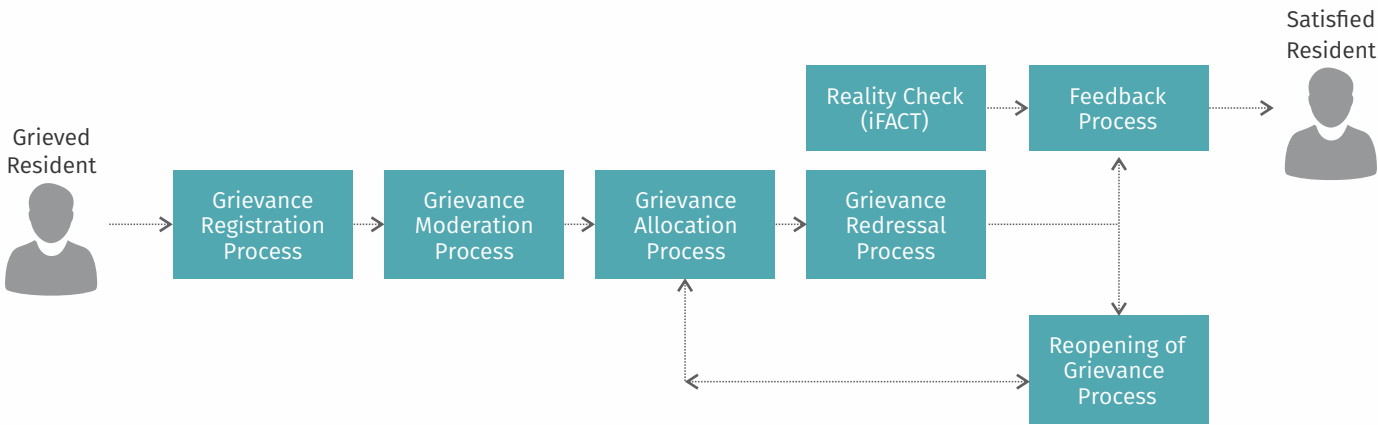 Grieved
Resident
Grievance
Registration
Process
Grievance
Moderation
Process
Grievance
Allocation
Process
Grievance
Redressal
Process
Reality Check
(iFACT)
Feedback
Process
Satisfied
Resident
Reopening of
Grievance
Process